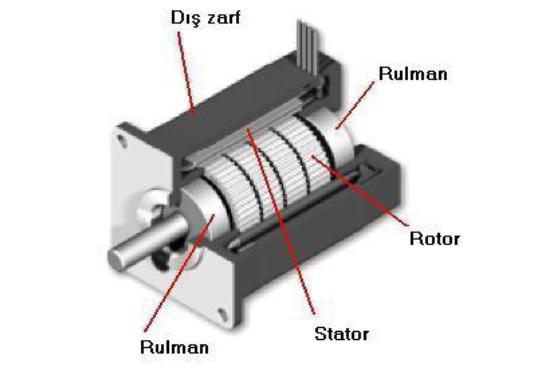 Dış zarf
Rulman
Rotor
Stator
Rulman